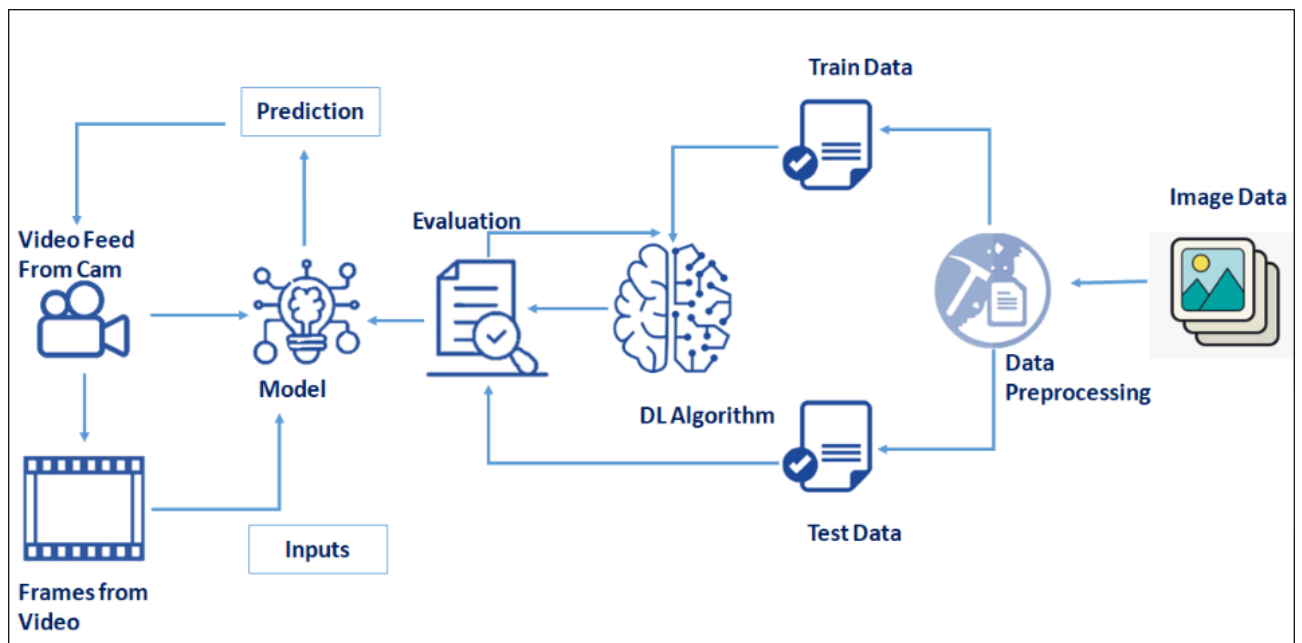 Train Data
Prediction
Image Data
Evaluation
Video Feed
From Cam
Data
Preprocessing
Model
DL Algorithm
Test Data
Inputs
Frames from
Video